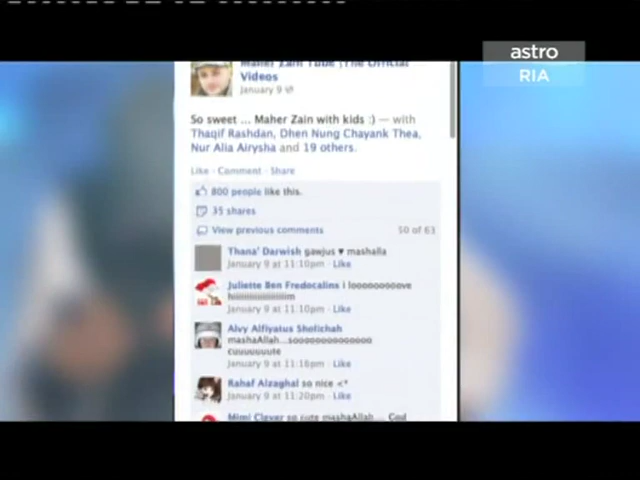 astro
RIA
Maher Zain Tube |The Official
Videos
January 9
So sweet ... Maher Zain with kids :) — with
Thaqif Rashdan, Dhen Nung Chayank Thea,
Nur Alia Airysha and 19 others.
Like · Comment · Share
800 people like this.
35 shares
View previous comments
50 of 63
Thana' Darwish gawjus ♥ mashalla
January 9 at 11:10pm · Like
Juliette Ben Fredocalins i
January 9 at 11:10pm · Like
Alvy Alfiyatus Sholichah
January 9 at 11:18pm · Like
Rahaf Alzaghal so nice <*
January 9 at 11:20pm · Like
Mimi Clever so cute mashaAllah.... God